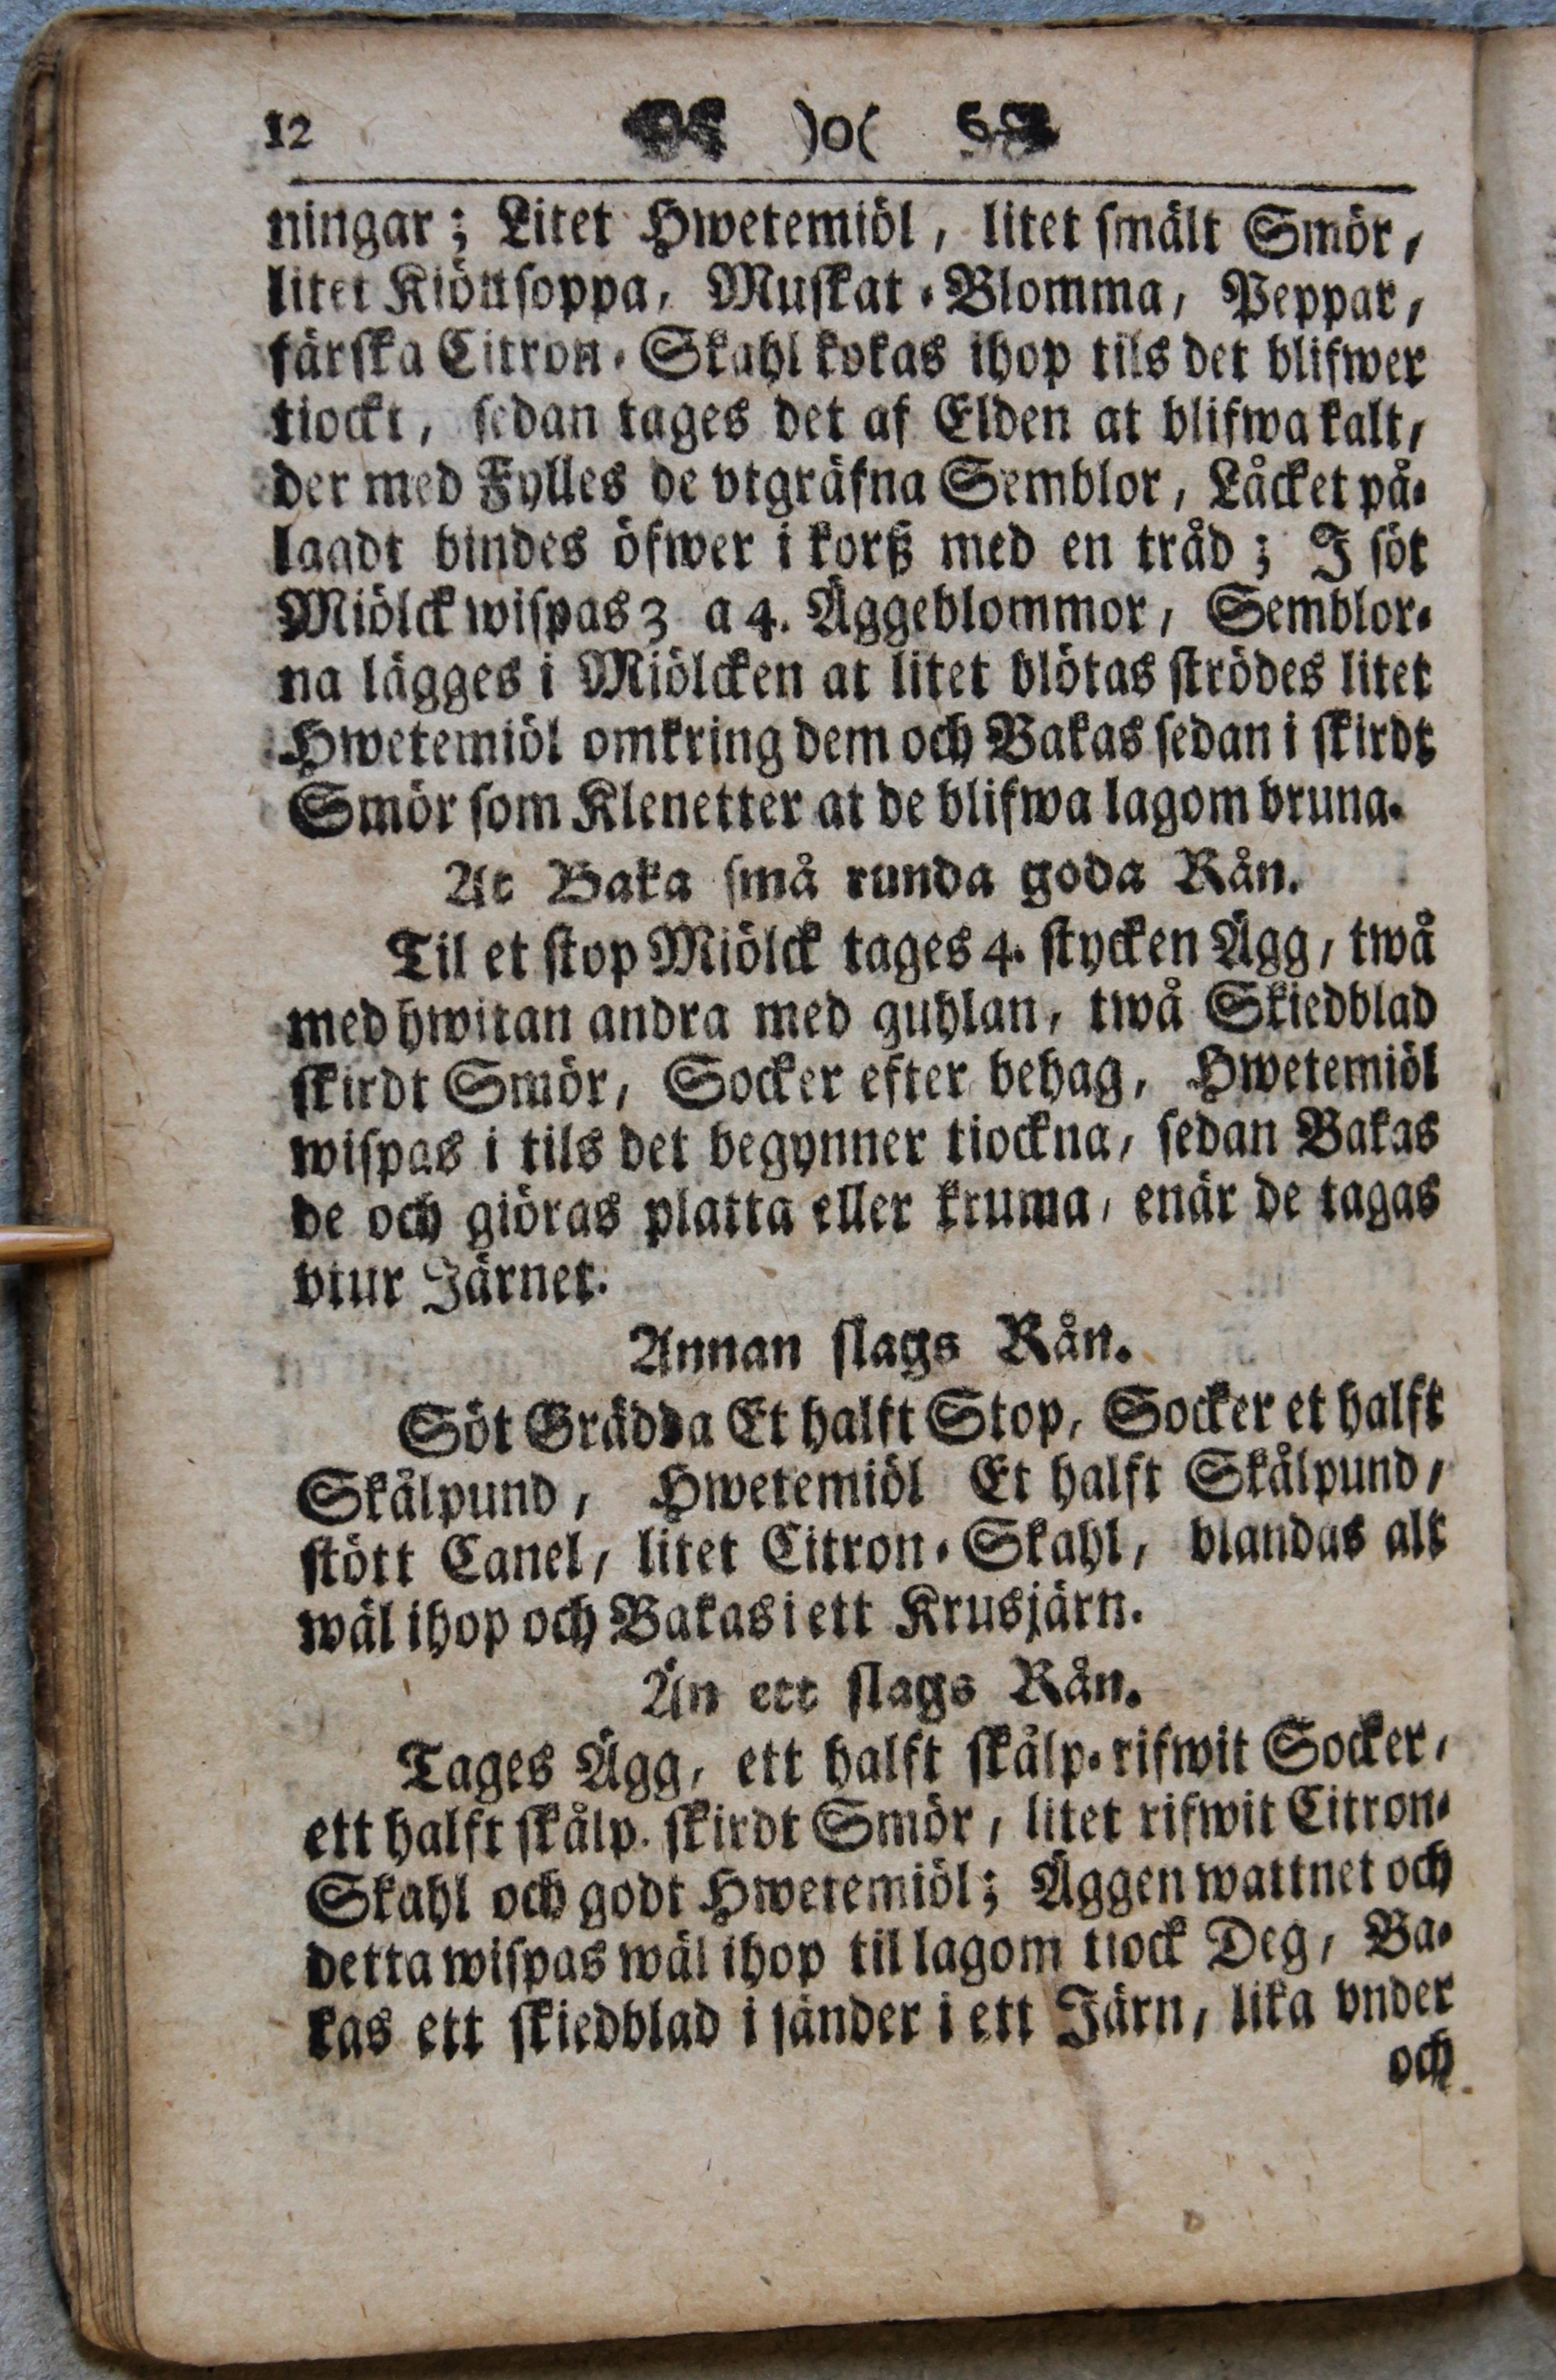 12 )o(
ningar; Litet Hwetemiöl, litet smält Smör,
litet Kiöttsoppa, Muskat-Blomma, Peppar,
färska Citron-Skahl kokas ihop tils det blifwer
tiockt, sedan tages det af Elden at blifwa kalt,
der med Fylles de vtgräfna Semblor, Låcket på-
lagdt bindes öfwer i korß med en tråd; I söt
Miölck wispas 3 a 4. Äggeblommor, Semblor-
na lägges i Miölcken at litet blötas strödes litet
Hwetemiöl omkring dem och Bakas sedan i skirdt
Smör som Klenetter at de blifwa lagom bruna.
At Baka små runda goda Rån.
Til et stop Miölck tages 4. stycken Ägg, twå
med hwitan andra med guhlan, twå Skiedblad
skirdt Smör, Socker efter behag, Hwetemiöl
wispas i tils det begynner tiockna, sedan Bakas
de och giöras platta eller kruma, enär de tagas
vtur Järnet.
Annan slags Rån.
Söt Grädda Et halft Stop, Socker et halft
Skålpund, Hwetemiöl Et halft Skålpund,
stött Canel, litet Citron-Skahl, blandas alt
wäl ihop och Bakas i ett Krusjärn.
Än ett slags Rån.
Tages Ägg, ett halft skålp. rifwit Socker,
ett halft skålp. skirdt Smör, litet rifwit Citron-
Skahl och godt Hwetemiöl; Äggen wattnet och
detta wispas wäl ihop til lagom tiock Deg, Ba-
kas ett skiedblad i sänder i ett Järn, lika vnder
och